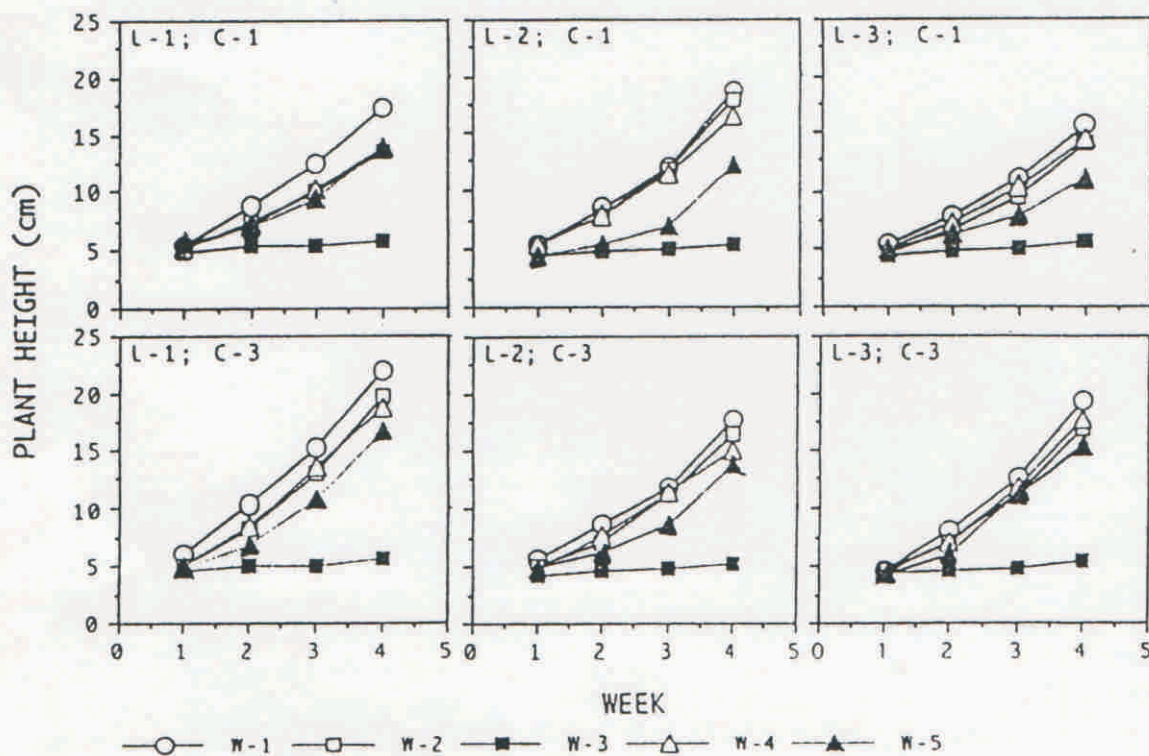 25
20
15
10
5
0
L-1; C-1
L-2; C-1
L-3; C-1
25
20
15
10
5
0
L-1; C-3
L-2; C-3
L-3; C-3
PLANT HEIGHT (cm)
0 1 2 3 4 5 0 1 2 3 4 5 0 1 2 3 4 5
WEEK
W-1 W-2 W-3 W-4 W-5